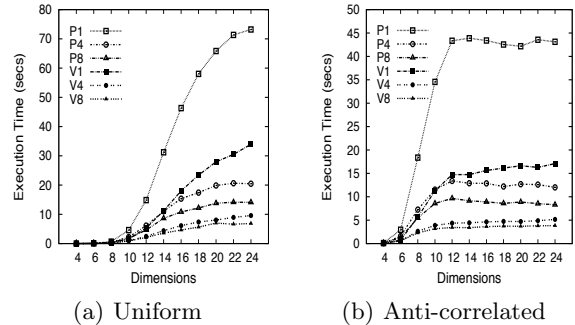 80
70
60
50
40
30
20
10
0
Execution Time (secs)
P1
P4
P8
V1
V4
V8
4 6 8 10 12 14 16 18 20 22 24
Dimensions
(a) Uniform
50
45
40
35
30
25
20
15
10
5
0
Execution Time (secs)
P1
P4
P8
V1
V4
V8
4 6 8 10 12 14 16 18 20 22 24
Dimensions
(b) Anti-correlated